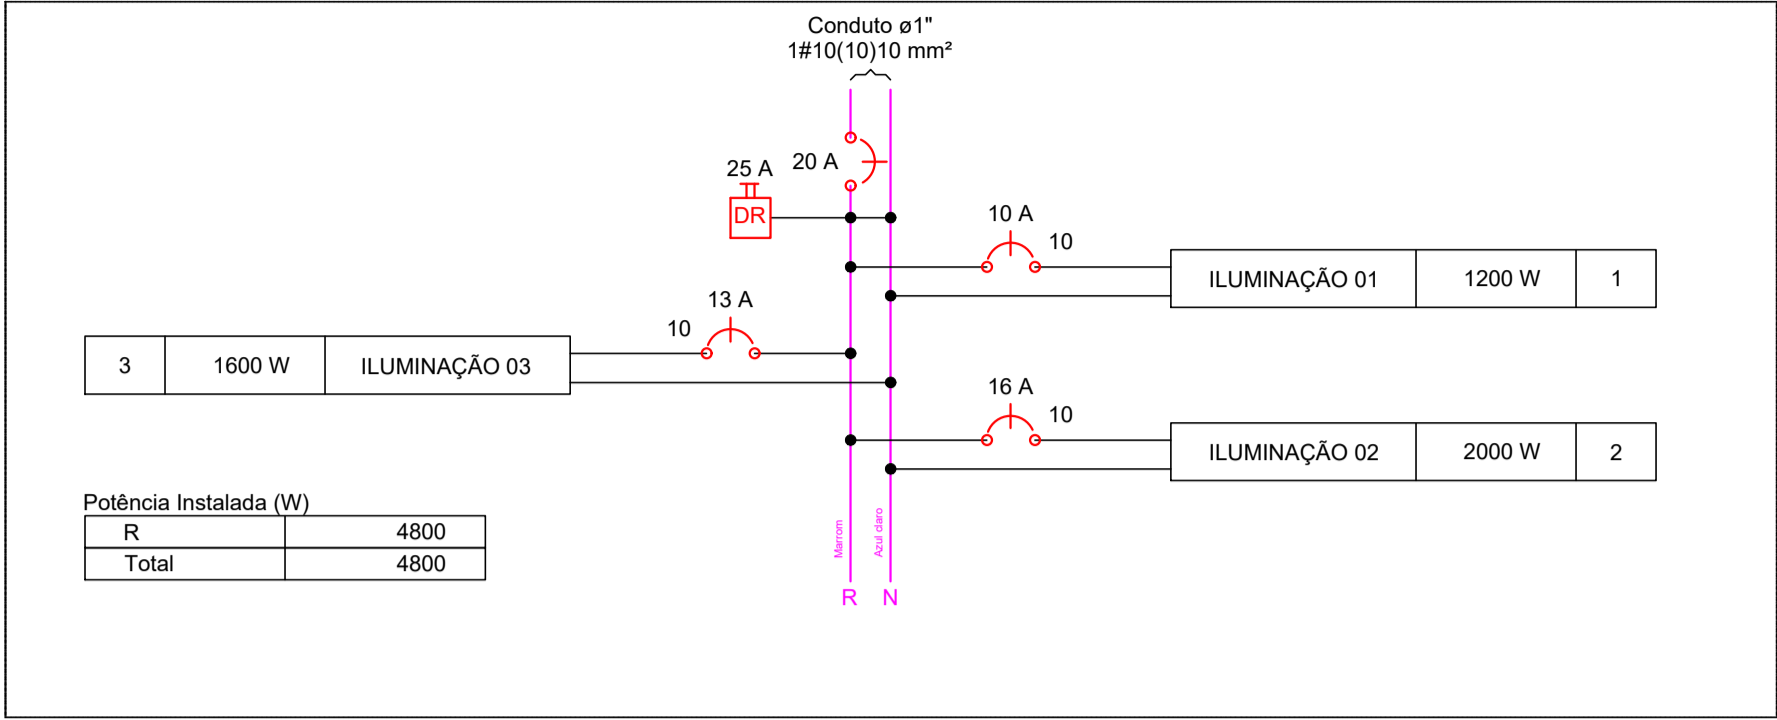 Conduto ø1"
1#10(10)10 mm²
25 A
20 A
DR
10 A
10
ILUMINAÇÃO 01 1200 W 1
13 A
10
3 1600 W ILUMINAÇÃO 03
16 A
10
ILUMINAÇÃO 02 2000 W 2
Potência Instalada (W)
R 4800
Total 4800
Marrom
Azul claro
R N